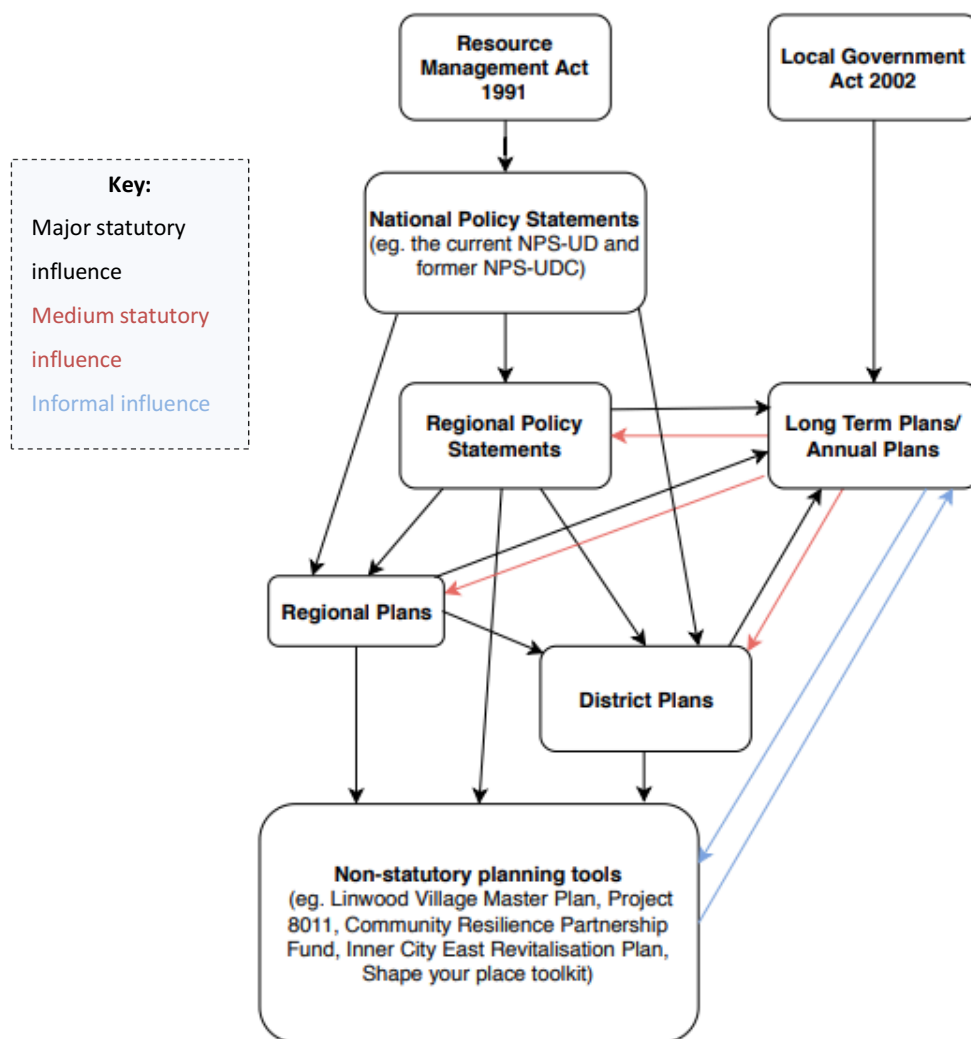 Resource
Management Act
1991
Local Government
Act 2002
Key:
Major statutory
influence
Medium statutory
influence
Informal influence
National Policy Statements
(eg. the current NPS-UD and
former NPS-UDC)
Regional Policy
Statements
Long Term Plans/
Annual Plans
Regional Plans
District Plans
Non-statutory planning tools
(eg. Linwood Village Master Plan, Project
8011, Community Resilience Partnership
Fund, Inner City East Revitalisation Plan,
Shape your place toolkit)